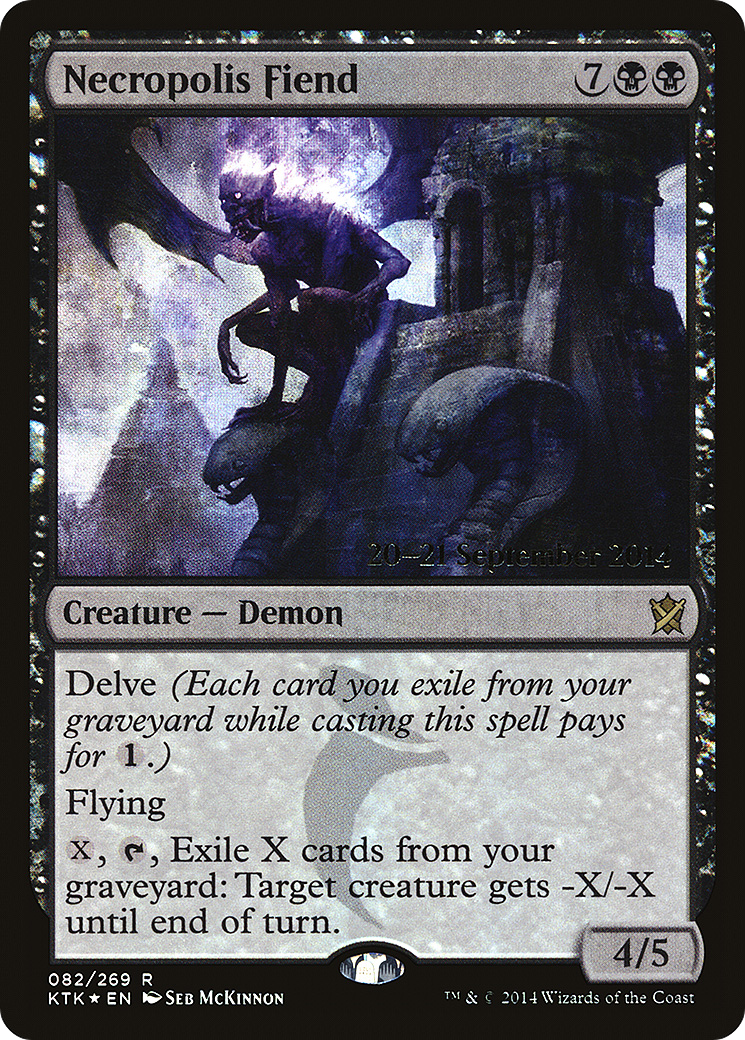 Necropolis Fiend 7
20–21 September 2014
Creature — Demon
Delve (Each card you exile from your
graveyard while casting this spell pays
for 1.)
Flying
X, , Exile X cards from your
graveyard: Target creature gets -X/-X
until end of turn.
4/5
082/269 R
KTK ★ EN Seb McKinnon
™ & © 2014 Wizards of the Coast